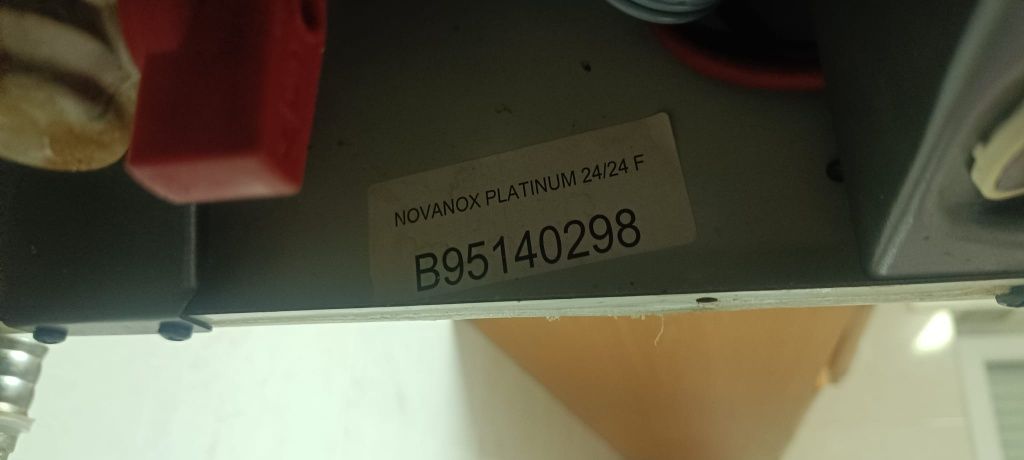 NOVANOX PLATINUM 24/24 F
B95140298